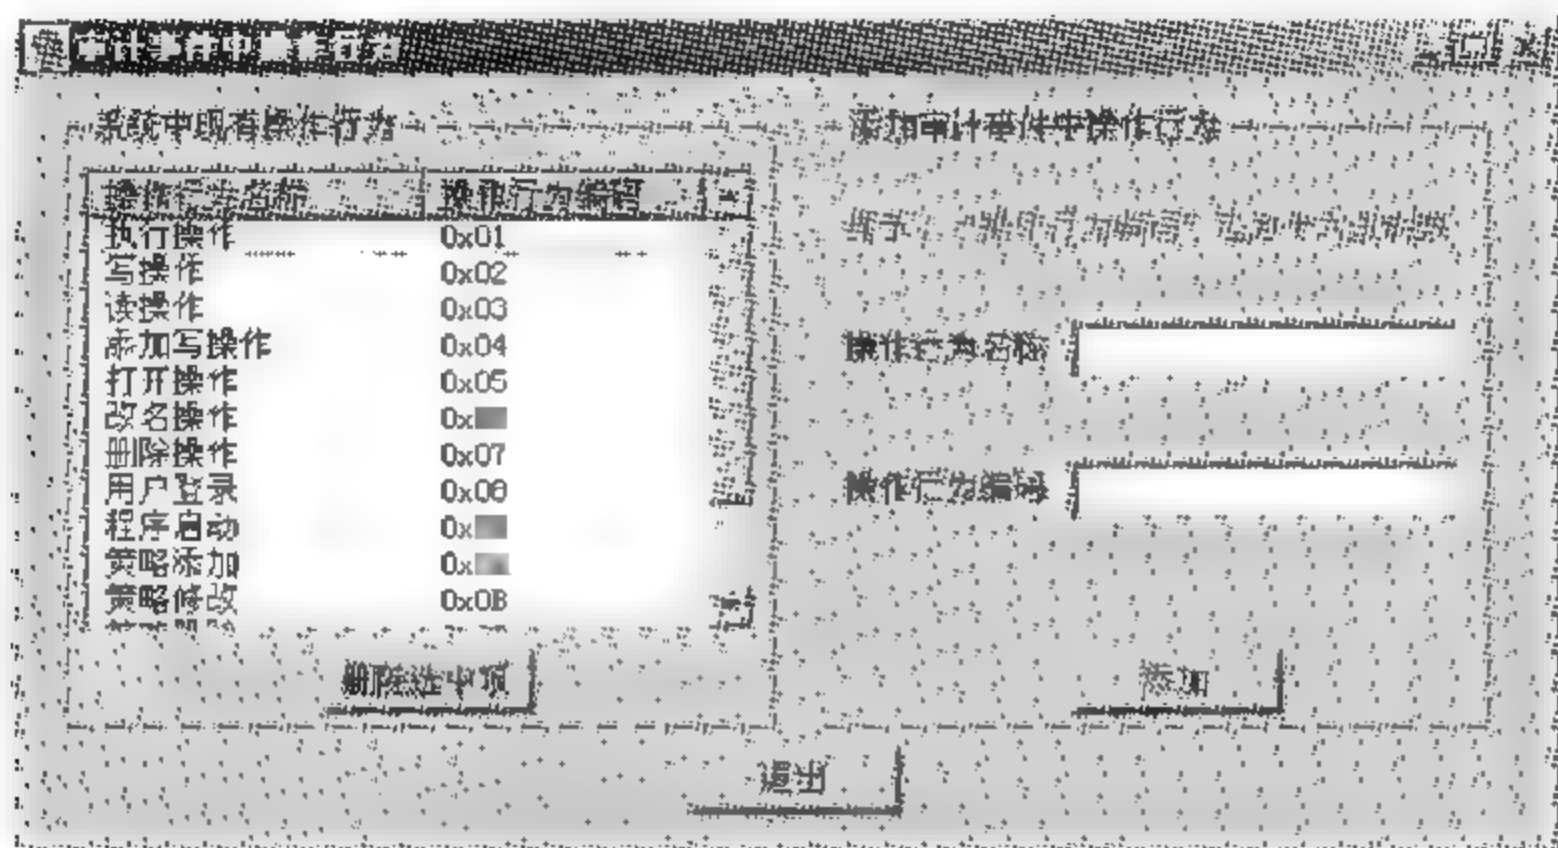 审计事件中操作行为
系统中现有操作行为
添加审计事件中操作行为
操作行为名称 操作行为编码
执行操作 0x01
写操作 0x02
读操作 0x03
添加写操作 0x04
打开操作 0x05
改名操作 0x
删除操作 0x07
用户登录
程序启动 0x
策略添加 0x
策略修改 0x0B
操作行为名称
操作行为编码
删除选中项
添加
退出